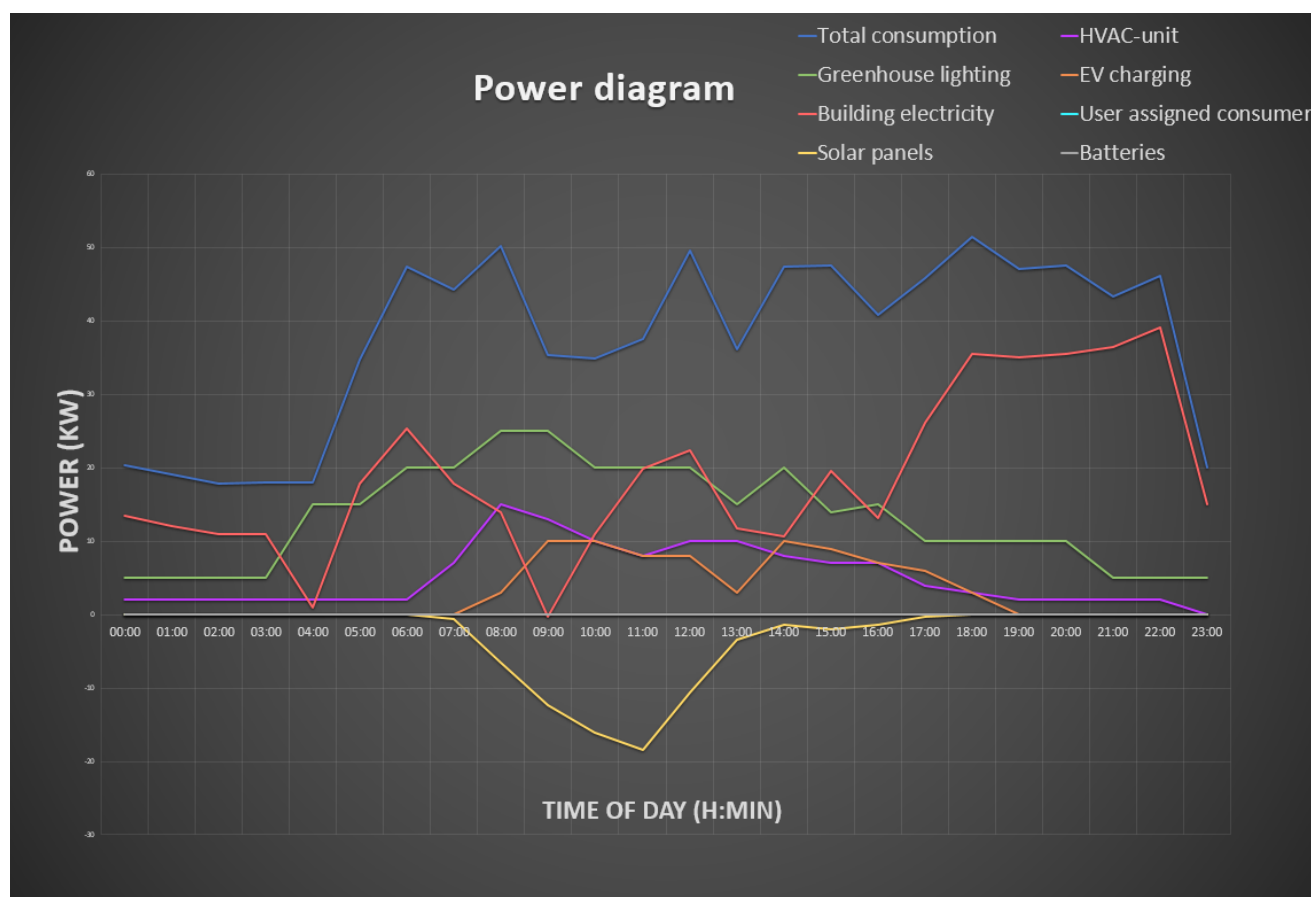 Total consumption
HVAC-unit
Greenhouse lighting
EV charging
Building electricity
User assigned consumer
Solar panels
Batteries
Power diagram
60
50
40
30
20
10
0
-10
-20
-30
POWER (KW)
00:00 01:00 02:00 03:00 04:00 05:00 06:00 07:00 08:00 09:00 10:00 11:00 12:00 13:00 14:00 15:00 16:00 17:00 18:00 19:00 20:00 21:00 22:00 23:00
TIME OF DAY (H:MIN)